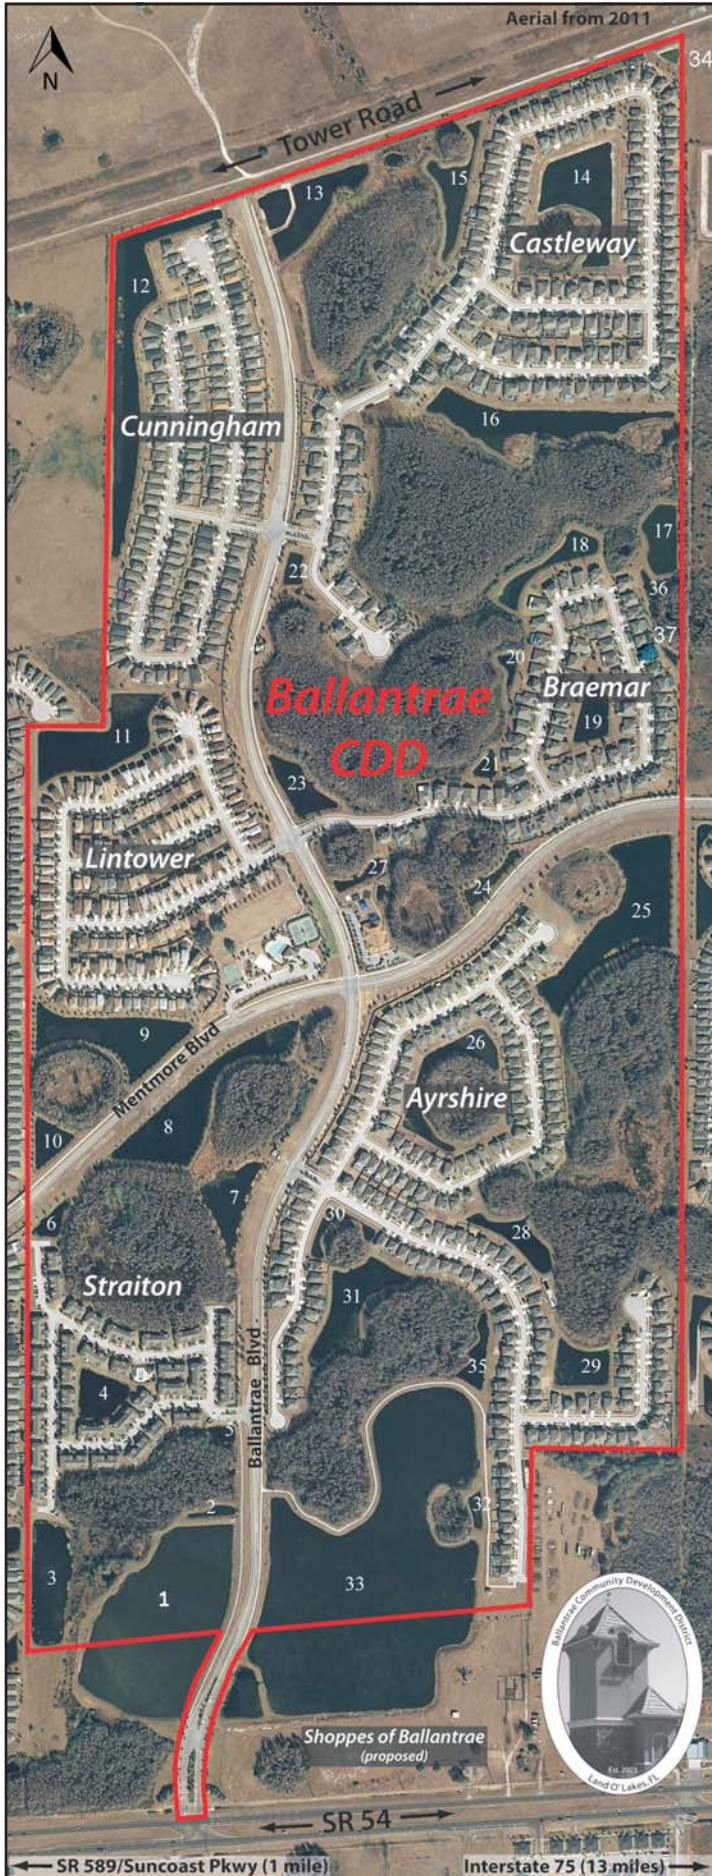 Aerial from 2011
N
34
Tower Road
13
15
14
Castleway
12
16
Cunningham
17
18
22
36
37
20
Braemar
Ballantrae
CDD
19
11
21
23
Lintower
27
24
25
9
26
Mentmore Blvd
Ayrshire
10
8
7
6
30
28
Straiton
31
35
29
4
Ballantrae Blvd
5
2
32
3
1
33
Ballantrae Community Development District
Est. 2003
Land O' Lakes, FL
Shoppes of Ballantrae
(proposed)
SR 54
SR 589/Suncoast Pkwy (1 mile)
Interstate 75 (13 miles)